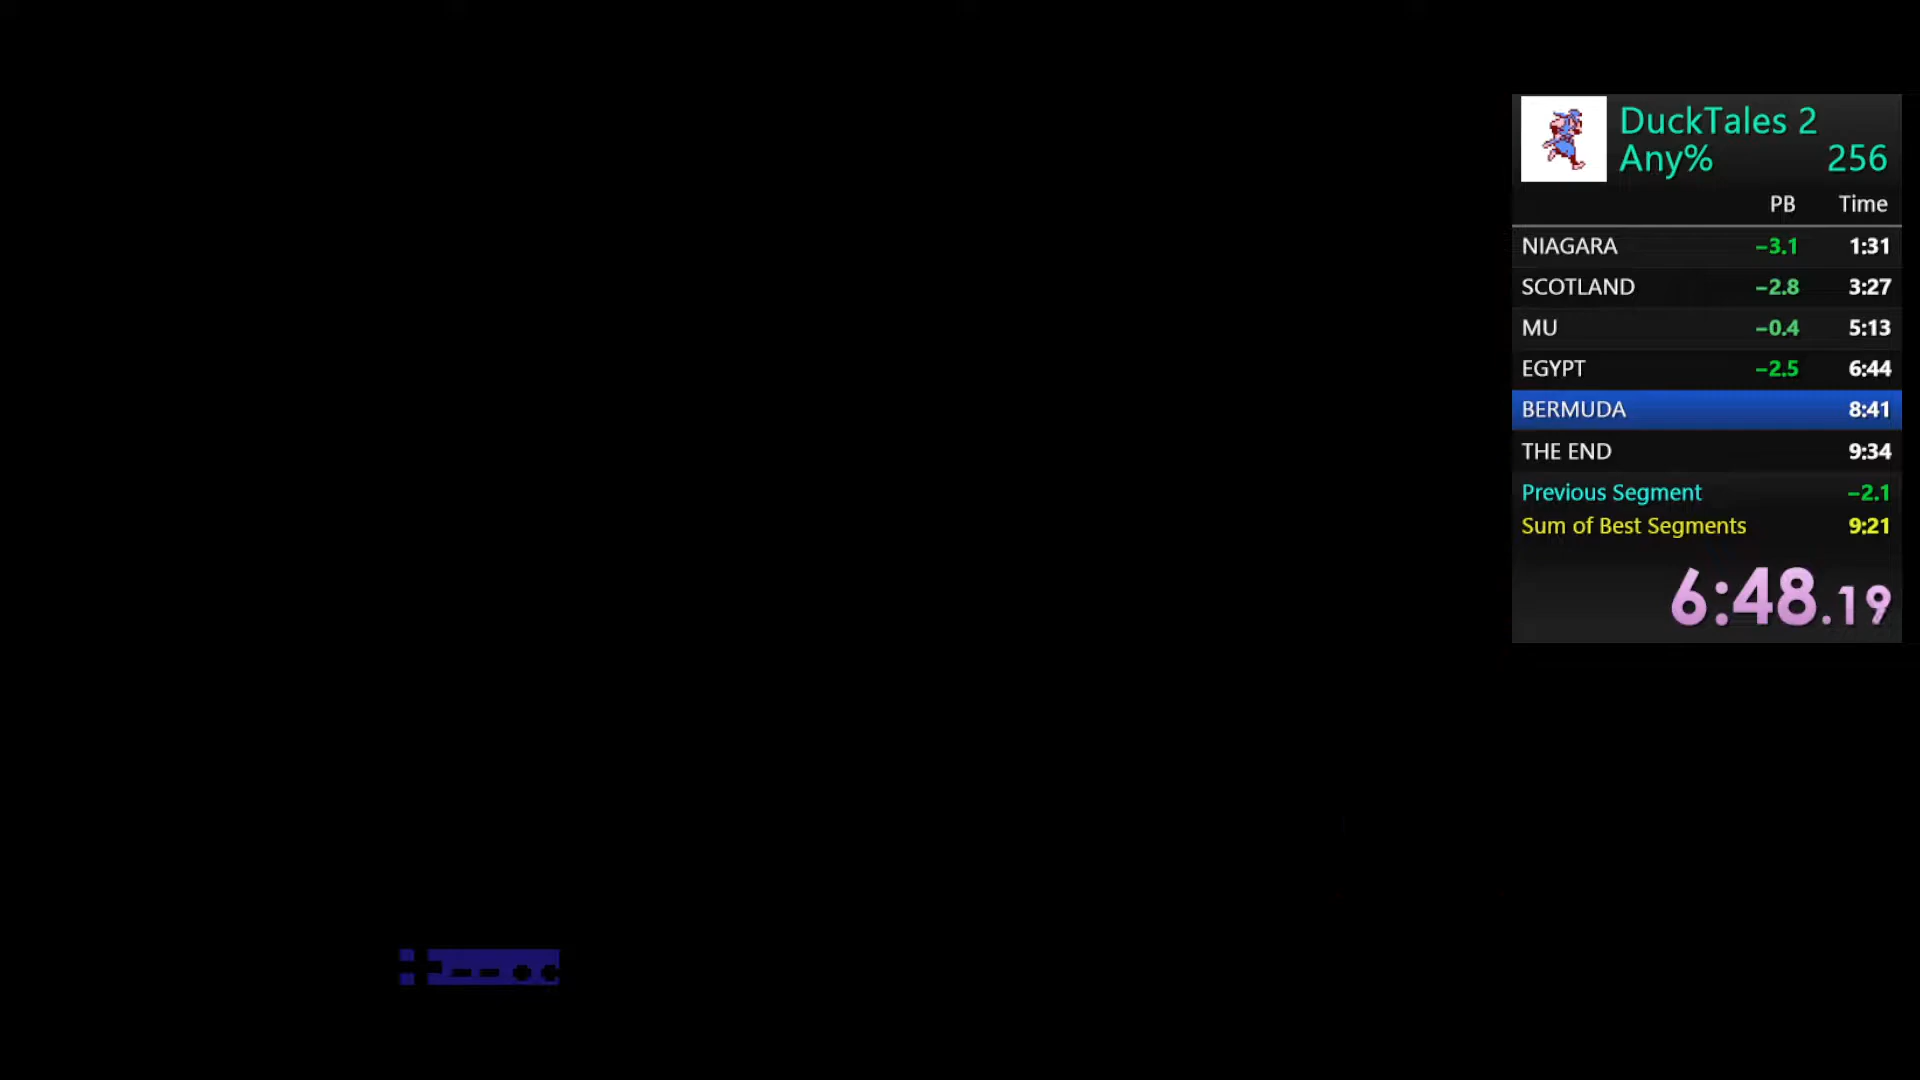 DuckTales 2
Any% 256
PB Time
NIAGARA −3.1 1:31
SCOTLAND −2.8 3:27
MU −0.4 5:13
EGYPT −2.5 6:44
BERMUDA 8:41
THE END 9:34
Previous Segment −2.1
Sum of Best Segments 9:21
6:48.19